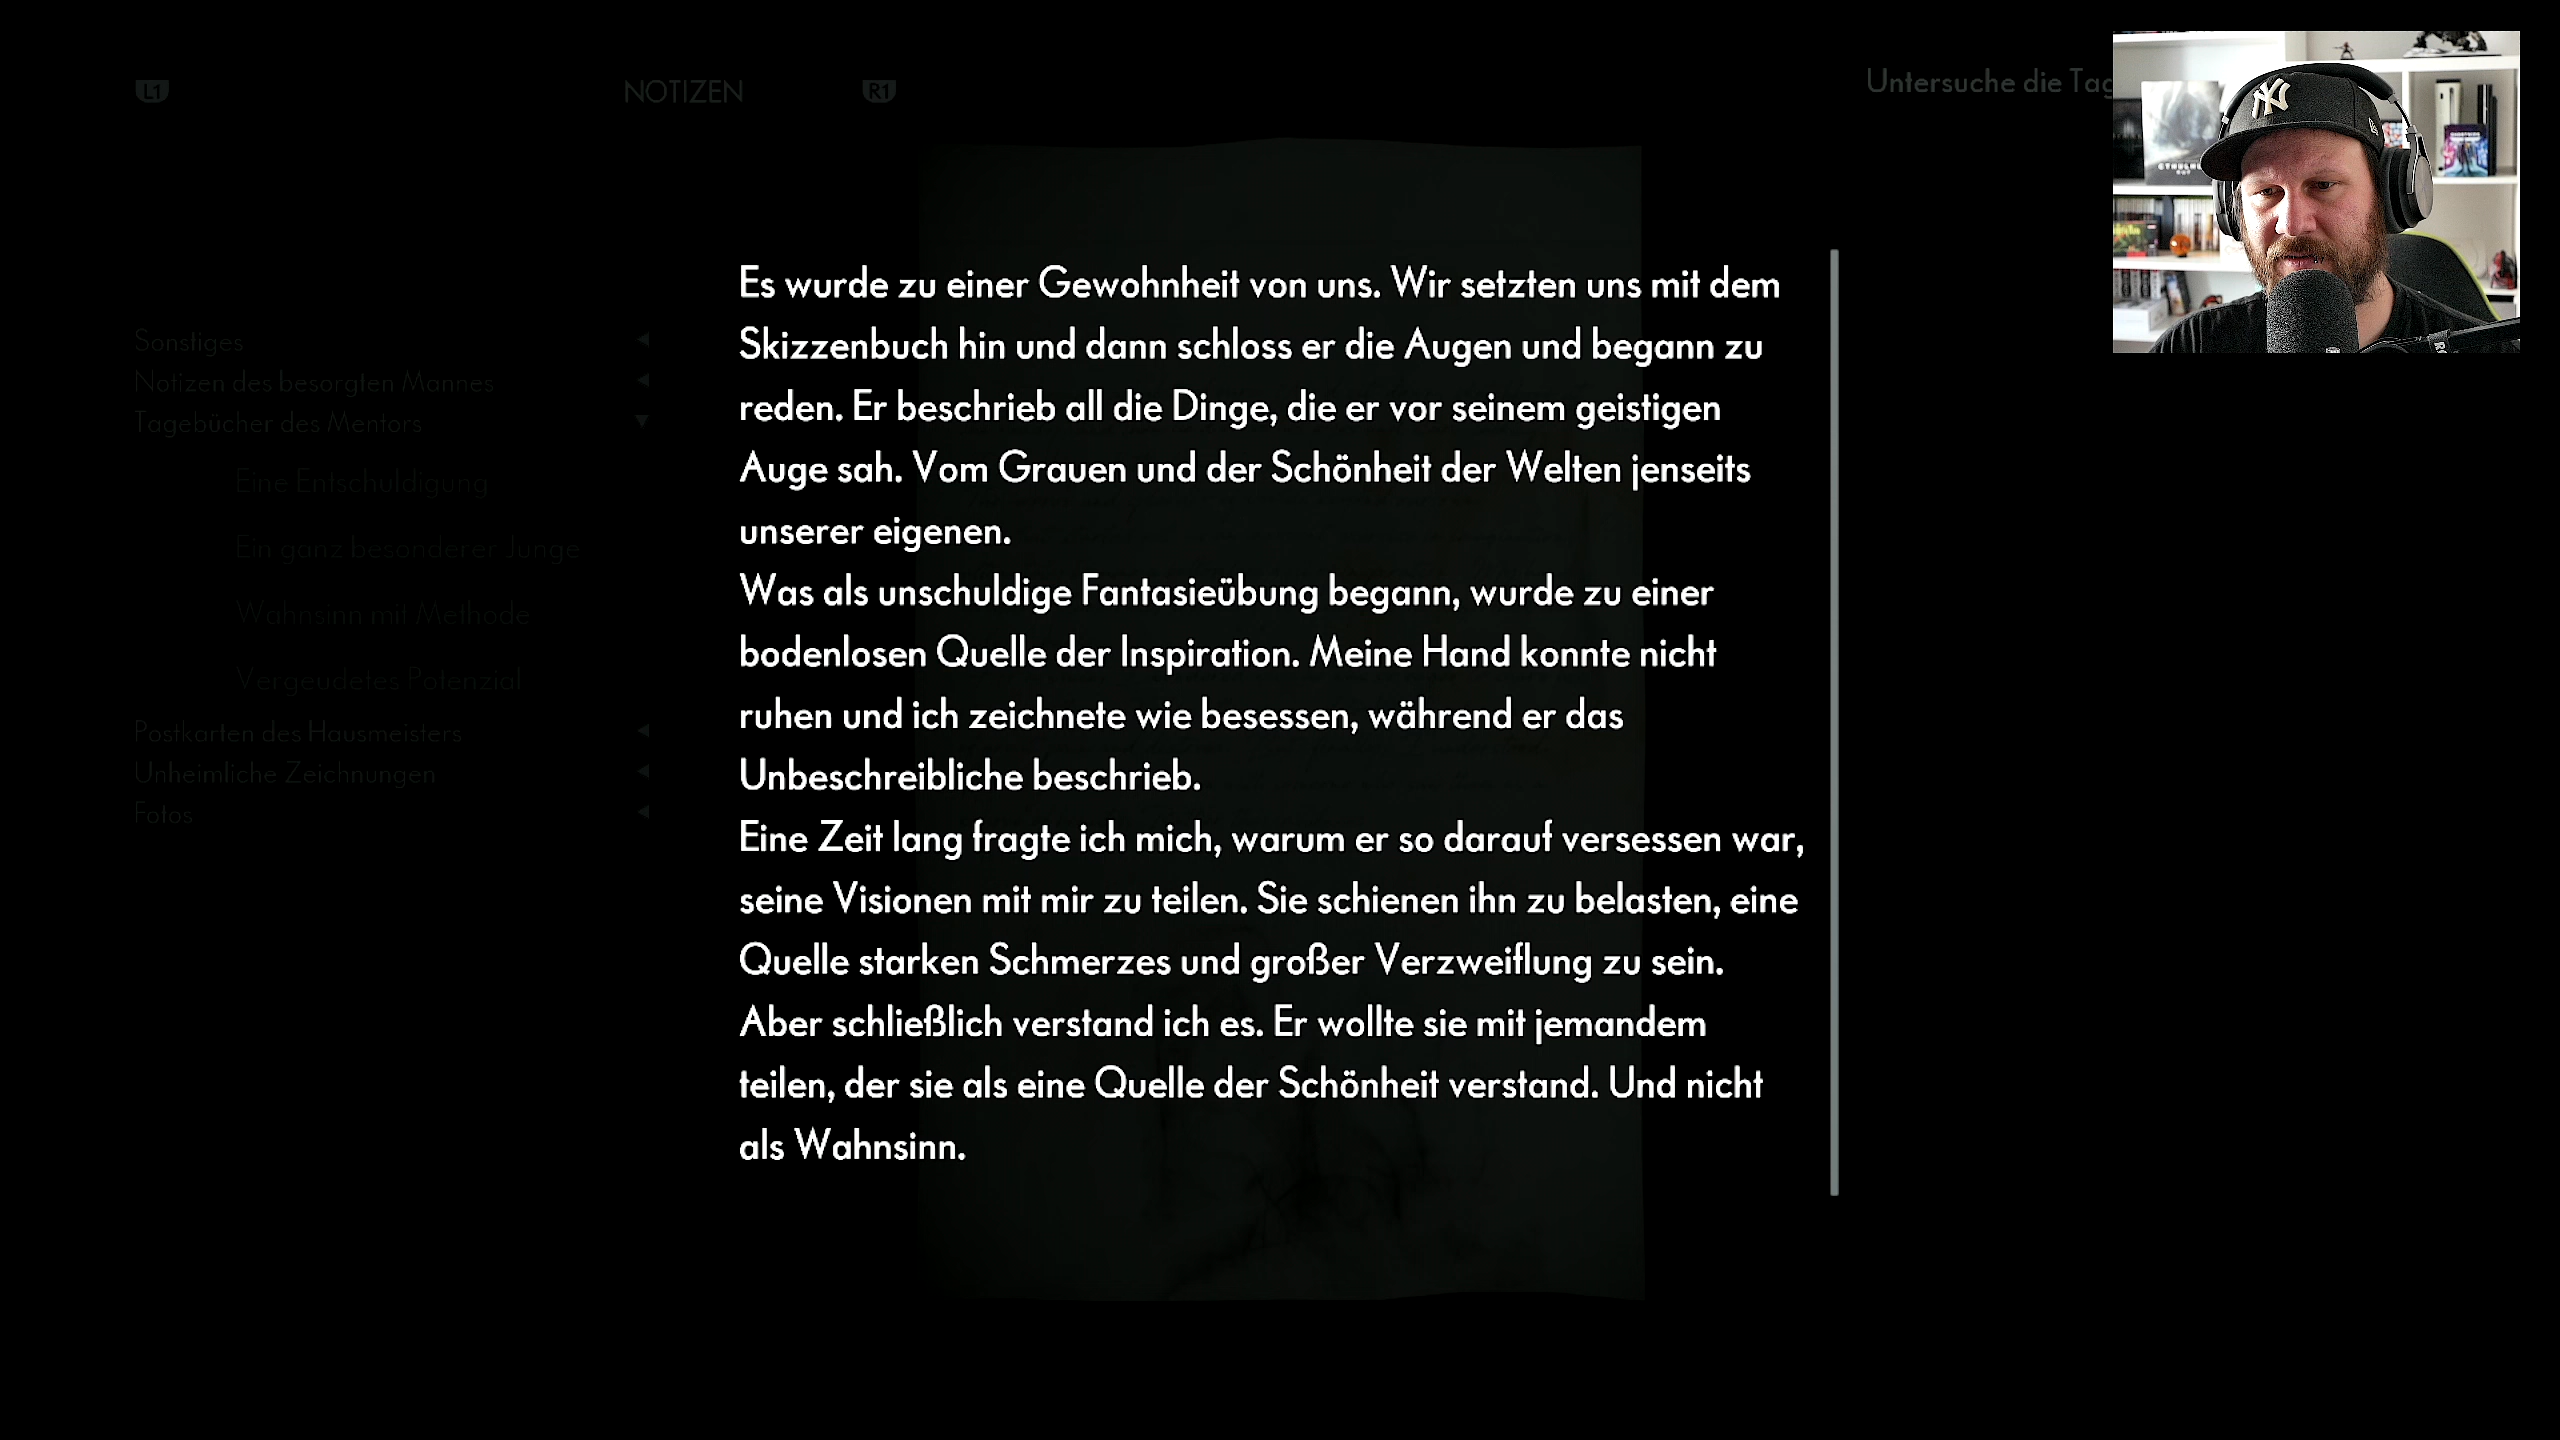 L1
NOTIZEN
R1
Untersuche die Tag
Sonstiges
Notizen des besorgten Mannes
Tagebücher des Mentors
Eine Entschuldigung
Ein ganz besonderer Junge
Wahnsinn mit Methode
Vergeudetes Potenzial
Postkarten des Hausmeisters
Unheimliche Zeichnungen
Fotos
Es wurde zu einer Gewohnheit von uns. Wir setzten uns mit dem
Skizzenbuch hin und dann schloss er die Augen und begann zu
reden. Er beschrieb all die Dinge, die er vor seinem geistigen
Auge sah. Vom Grauen und der Schönheit der Welten jenseits
unserer eigenen.
Was als unschuldige Fantasieübung begann, wurde zu einer
bodenlosen Quelle der Inspiration. Meine Hand konnte nicht
ruhen und ich zeichnete wie besessen, während er das
Unbeschreibliche beschrieb.
Eine Zeit lang fragte ich mich, warum er so darauf versessen war,
seine Visionen mit mir zu teilen. Sie schienen ihn zu belasten, eine
Quelle starken Schmerzes und großer Verzweiflung zu sein.
Aber schließlich verstand ich es. Er wollte sie mit jemandem
teilen, der sie als eine Quelle der Schönheit verstand. Und nicht
als Wahnsinn.